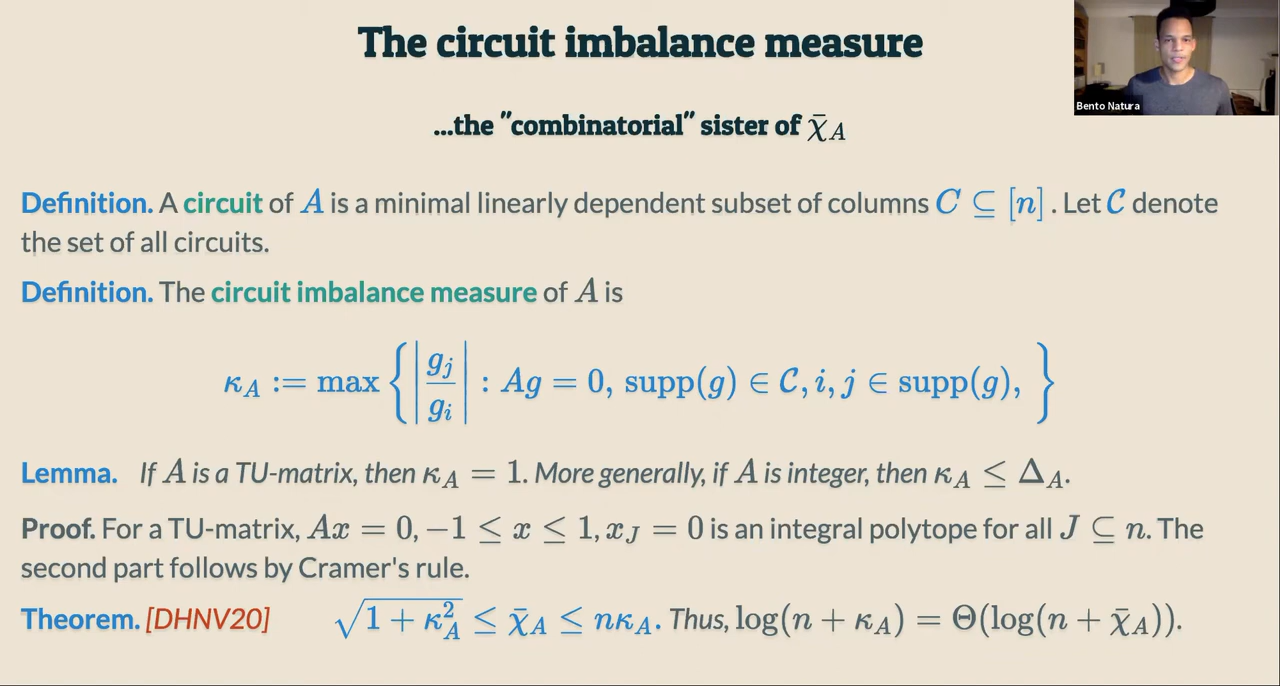 The circuit imbalance measure
Bento Natura
..."the "combinatorial" sister of χ̄_A
Definition. A circuit of A is a minimal linearly dependent subset of columns C ⊆ [n]. Let 𝒞 denote
the set of all circuits.
Definition. The circuit imbalance measure of A is
κ_A := max { |g_j / g_i| : Ag = 0, supp(g) ∈ 𝒞, i, j ∈ supp(g), }
Lemma. If A is a TU-matrix, then κ_A = 1. More generally, if A is integer, then κ_A ≤ Δ_A.
Proof. For a TU-matrix, Ax = 0, −1 ≤ x ≤ 1, x_J = 0 is an integral polytope for all J ⊆ n. The
second part follows by Cramer's rule.
Theorem. [DHNV20] √(1 + κ_A^2) ≤ χ̄_A ≤ nκ_A. Thus, log(n + κ_A) = Θ(log(n + χ̄_A)).